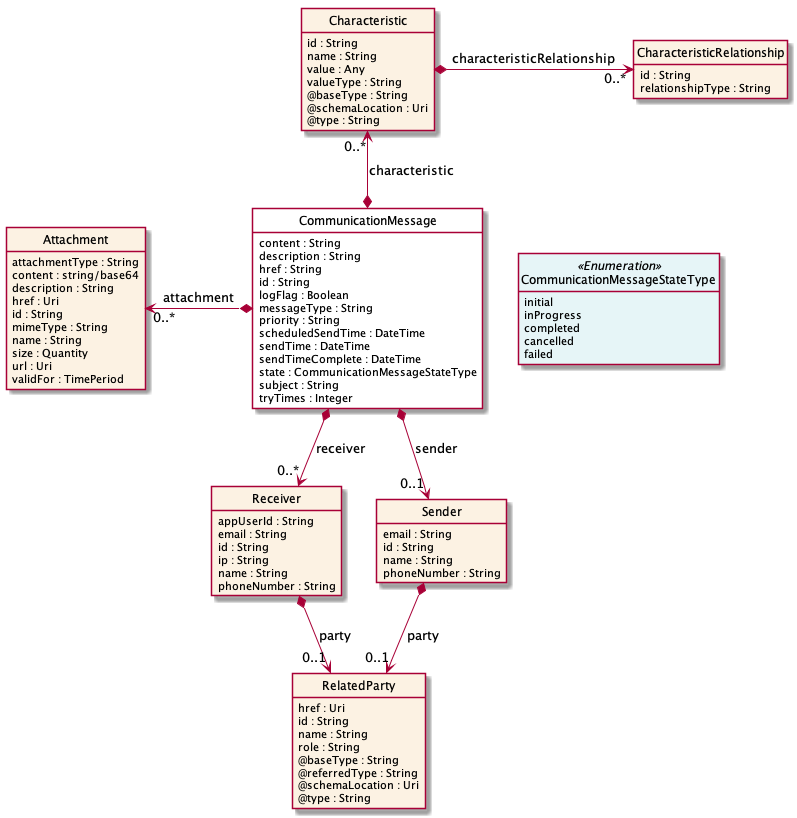 Characteristic
id : String
name : String
value : Any
valueType : String
@baseType : String
@schemaLocation : Uri
@type : String
characteristicRelationship
0..*
CharacteristicRelationship
id : String
relationshipType : String
0..*
characteristic
CommunicationMessage
content : String
description : String
href : String
id : String
logFlag : Boolean
messageType : String
priority : String
scheduledSendTime : DateTime
sendTime : DateTime
sendTimeComplete : DateTime
state : CommunicationMessageStateType
subject : String
tryTimes : Integer
Attachment
attachmentType : String
content : string/base64
description : String
href : Uri
id : String
mimeType : String
name : String
size : Quantity
url : Uri
validFor : TimePeriod
attachment
0..*
«Enumeration»
CommunicationMessageStateType
initial
inProgress
completed
cancelled
failed
receiver
0..*
sender
0..1
Receiver
appUserId : String
email : String
id : String
ip : String
name : String
phoneNumber : String
Sender
email : String
id : String
name : String
phoneNumber : String
party
0..1
party
0..1
RelatedParty
href : Uri
id : String
name : String
role : String
@baseType : String
@referredType : String
@schemaLocation : Uri
@type : String